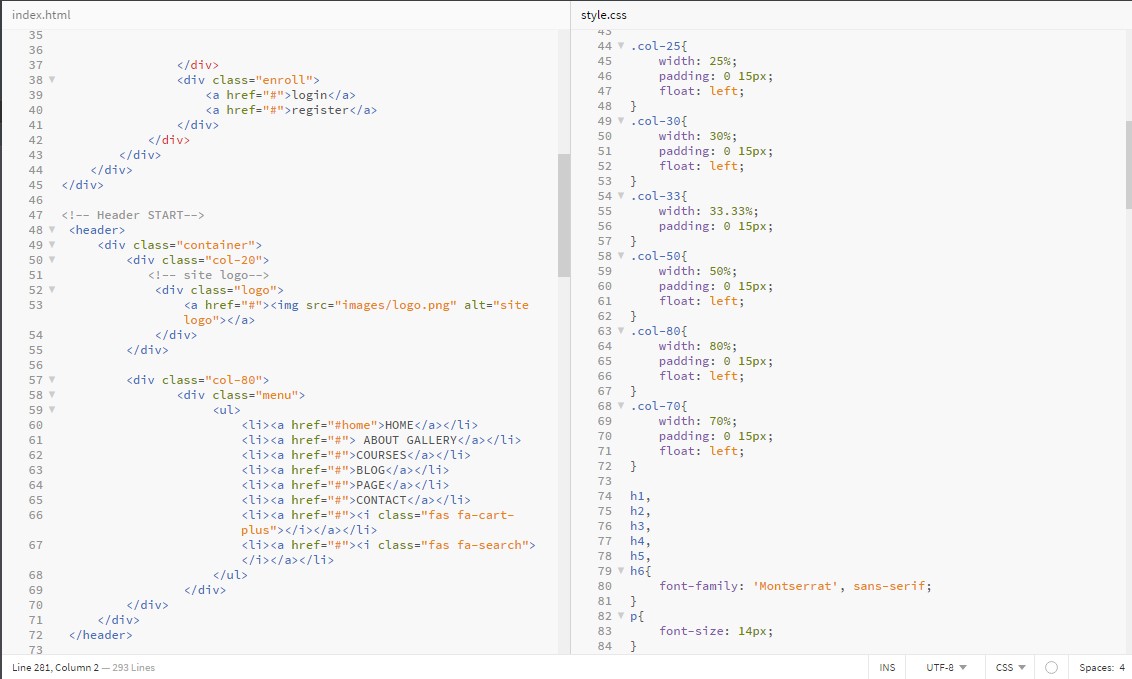 index.html
35
36
37 </div>
38 <div class="enroll">
39 <a href="#">login</a>
40 <a href="#">register</a>
41 </div>
42 </div>
43 </div>
44 </div>
45 </div>
46
47 <!-- Header START-->
48 <header>
49 <div class="container">
50 <div class="col-20">
51 <!-- site logo-->
52 <div class="logo">
53 <a href="#"><img src="images/logo.png" alt="site
logo"></a>
54 </div>
55 </div>
56
57 <div class="col-80">
58 <div class="menu">
59 <ul>
60 <li><a href="#home">HOME</a></li>
61 <li><a href="#"> ABOUT GALLERY</a></li>
62 <li><a href="#">COURSES</a></li>
63 <li><a href="#">BLOG</a></li>
64 <li><a href="#">PAGE</a></li>
65 <li><a href="#">CONTACT</a></li>
66 <li><a href="#"><i class="fas fa-cart-
plus"></i></a></li>
67 <li><a href="#"><i class="fas fa-search">
</i></a></li>
68 </ul>
69 </div>
70 </div>
71 </div>
72 </header>
73
style.css
43
44 .col-25{
45 width: 25%;
46 padding: 0 15px;
47 float: left;
48 }
49 .col-30{
50 width: 30%;
51 padding: 0 15px;
52 float: left;
53 }
54 .col-33{
55 width: 33.33%;
56 padding: 0 15px;
57 }
58 .col-50{
59 width: 50%;
60 padding: 0 15px;
61 float: left;
62 }
63 .col-80{
64 width: 80%;
65 padding: 0 15px;
66 float: left;
67 }
68 .col-70{
69 width: 70%;
70 padding: 0 15px;
71 float: left;
72 }
73
74 h1,
75 h2,
76 h3,
77 h4,
78 h5,
79 h6{
80 font-family: 'Montserrat', sans-serif;
81 }
82 p{
83 font-size: 14px;
84 }
Line 281, Column 2 — 293 Lines
INS UTF-8 CSS Spaces: 4